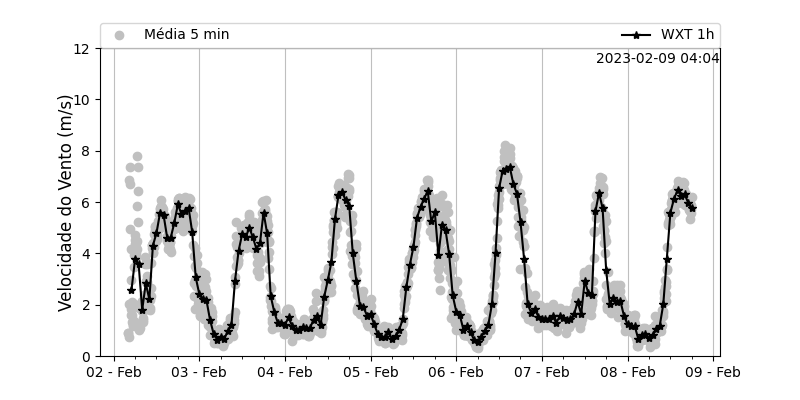 Média 5 min WXT 1h
2023-02-09 04:04
Velocidade do Vento (m/s)
12
10
8
6
4
2
0
02 - Feb 03 - Feb 04 - Feb 05 - Feb 06 - Feb 07 - Feb 08 - Feb 09 - Feb